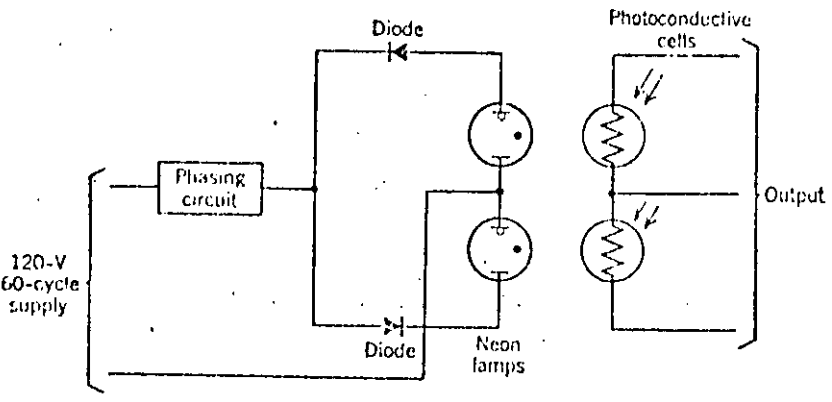 Diode
Photoconductive
cells
Phasing
circuit
Output
120-V
60-cycle
supply
Diode
Neon
lamps